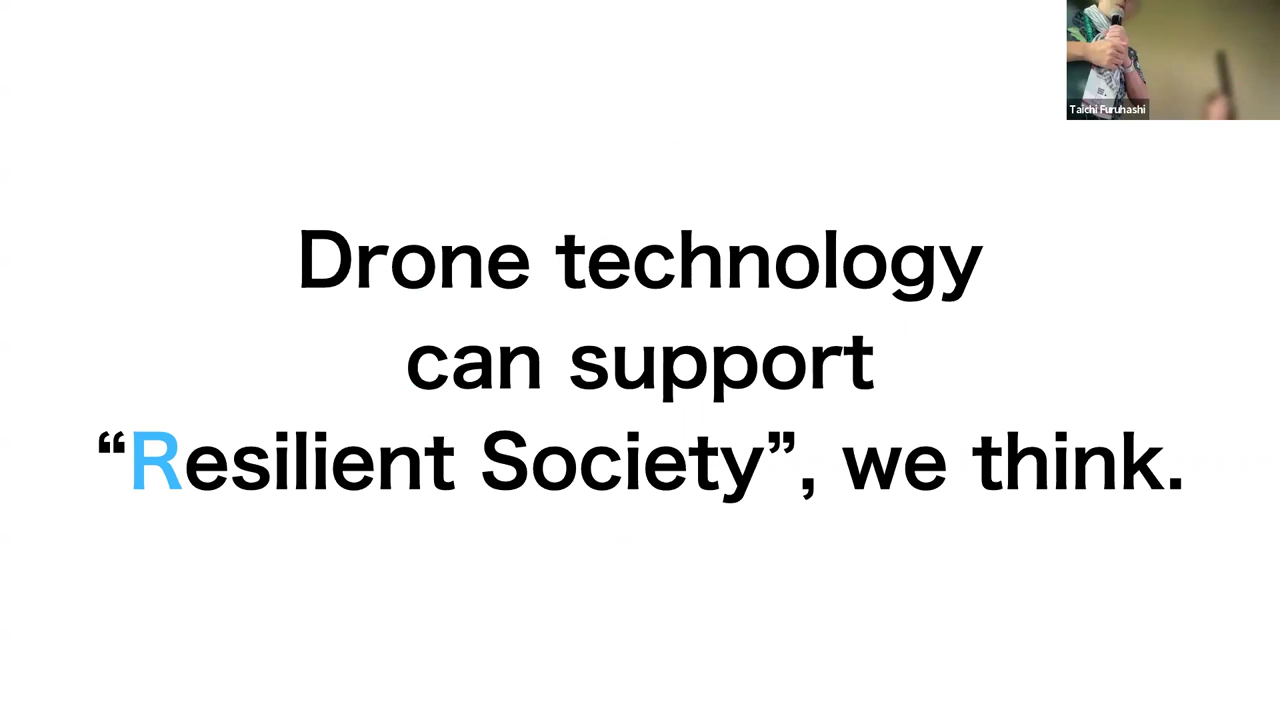 Taichi Furuhashi
Drone technology
can support
“Resilient Society”, we think.